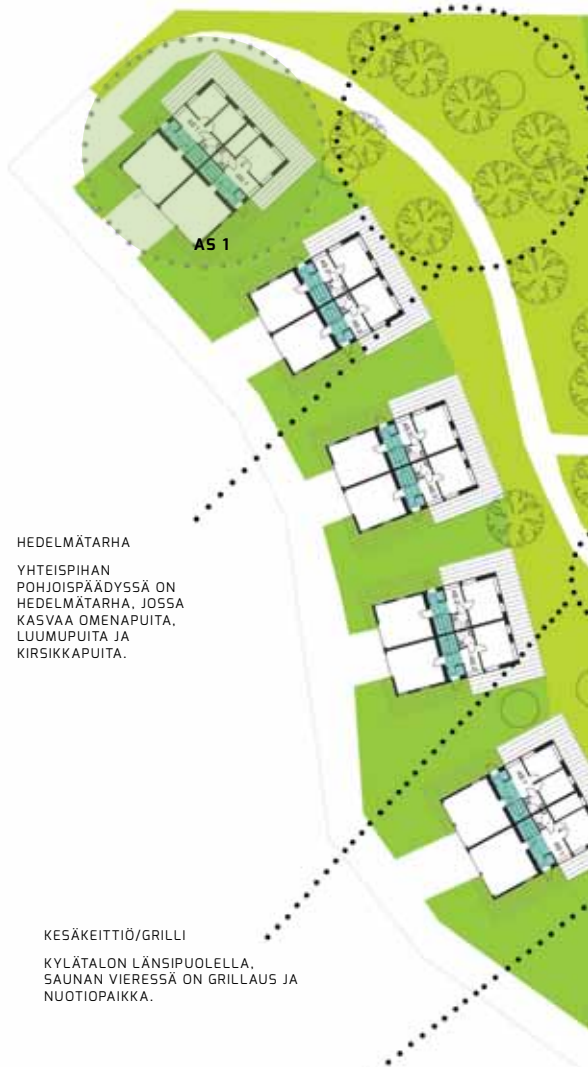 AS 1
HEDELMÄTARHA
YHTEISPIHAN
POHJOISPÄÄDYSSÄ ON
HEDELMÄTARHA, JOSSA
KASVAA OMENAPUITA,
LUUMUPUITA JA
KIRSIKKAPUITA.
KESÄKEITTIÖ/GRILLI
KYLÄTALON LÄNSIPUOLELLA,
SAUNAN VIERESSÄ ON GRILLAUS JA
NUOTIOPAIKKA.